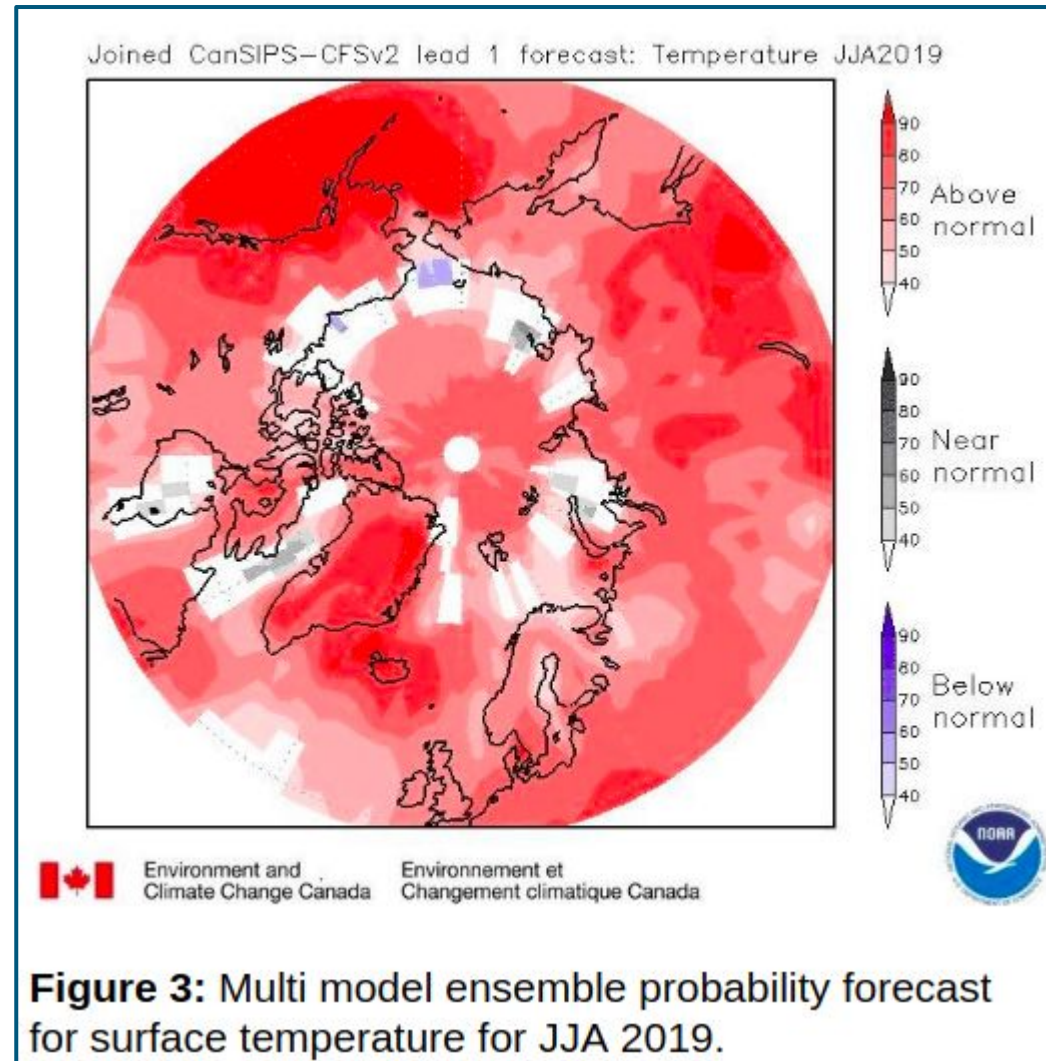 Joined CanSIPS-CFSv2 lead 1 forecast: Temperature JJA2019
90
80
70
60
50
40
Above
normal
90
80
70
60
50
40
Near
normal
90
80
70
60
50
40
Below
normal
NOAA
Environment and
Climate Change Canada
Environnement et
Changement climatique Canada
Figure 3: Multi model ensemble probability forecast
for surface temperature for JJA 2019.